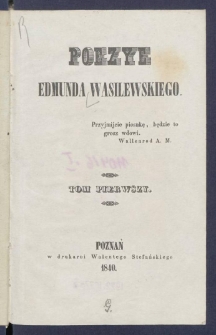 POEZYE
EDMUNDA WASILEWSKIEGO.
Przyjmijcie piosnkę, będzie to
grosz wdowi.
Wallenrod A. M.
TOM PIERWSZY.
POZNAŃ
w drukarni Walentego Stefańskiego
1840.